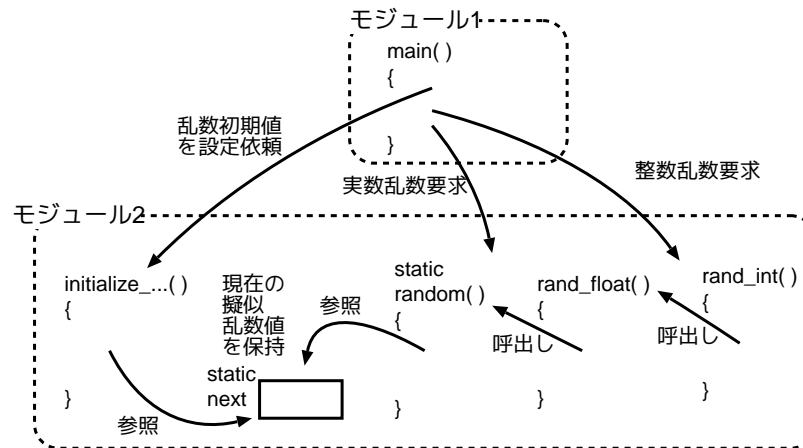 モジュール1
main( )
{
}
乱数初期値
を設定依頼
実数乱数要求
整数乱数要求
モジュール2
initialize_...( )
{
}
参照
現在の
擬似
乱数値
を保持
static
next
参照
static
random( )
{
}
呼出し
rand_float( )
{
}
呼出し
rand_int( )
{
}